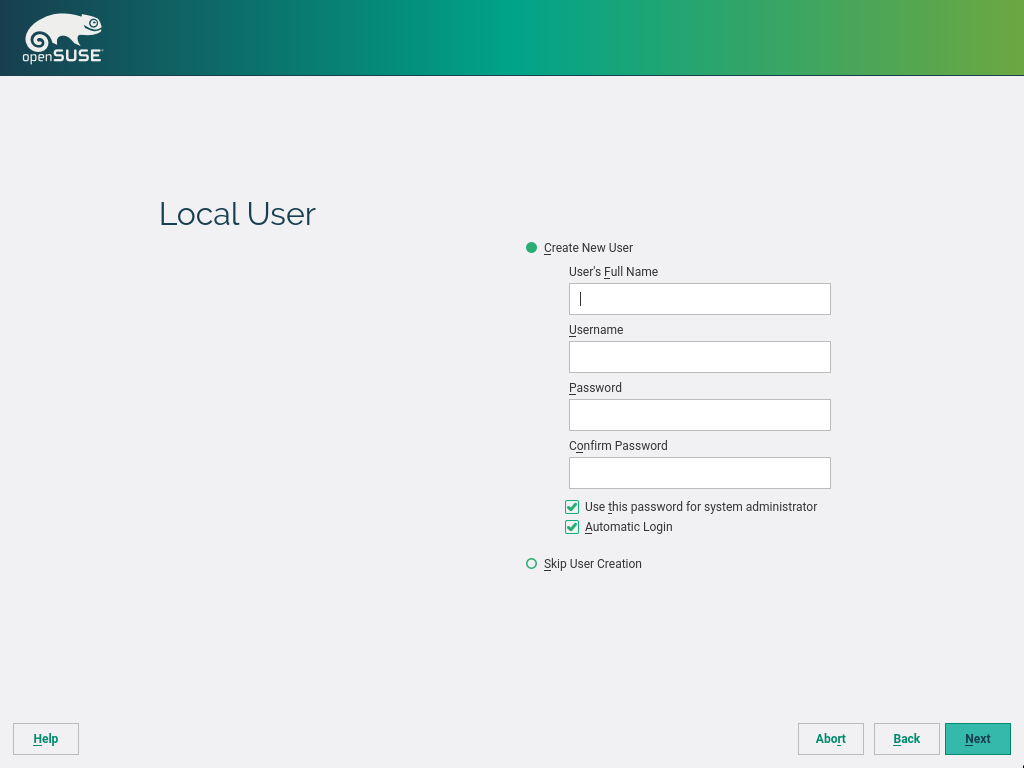 openSUSE
Local User
Create New User
User's Full Name
Username
Password
Confirm Password
Use this password for system administrator
Automatic Login
Skip User Creation
Help
Abort
Back
Next